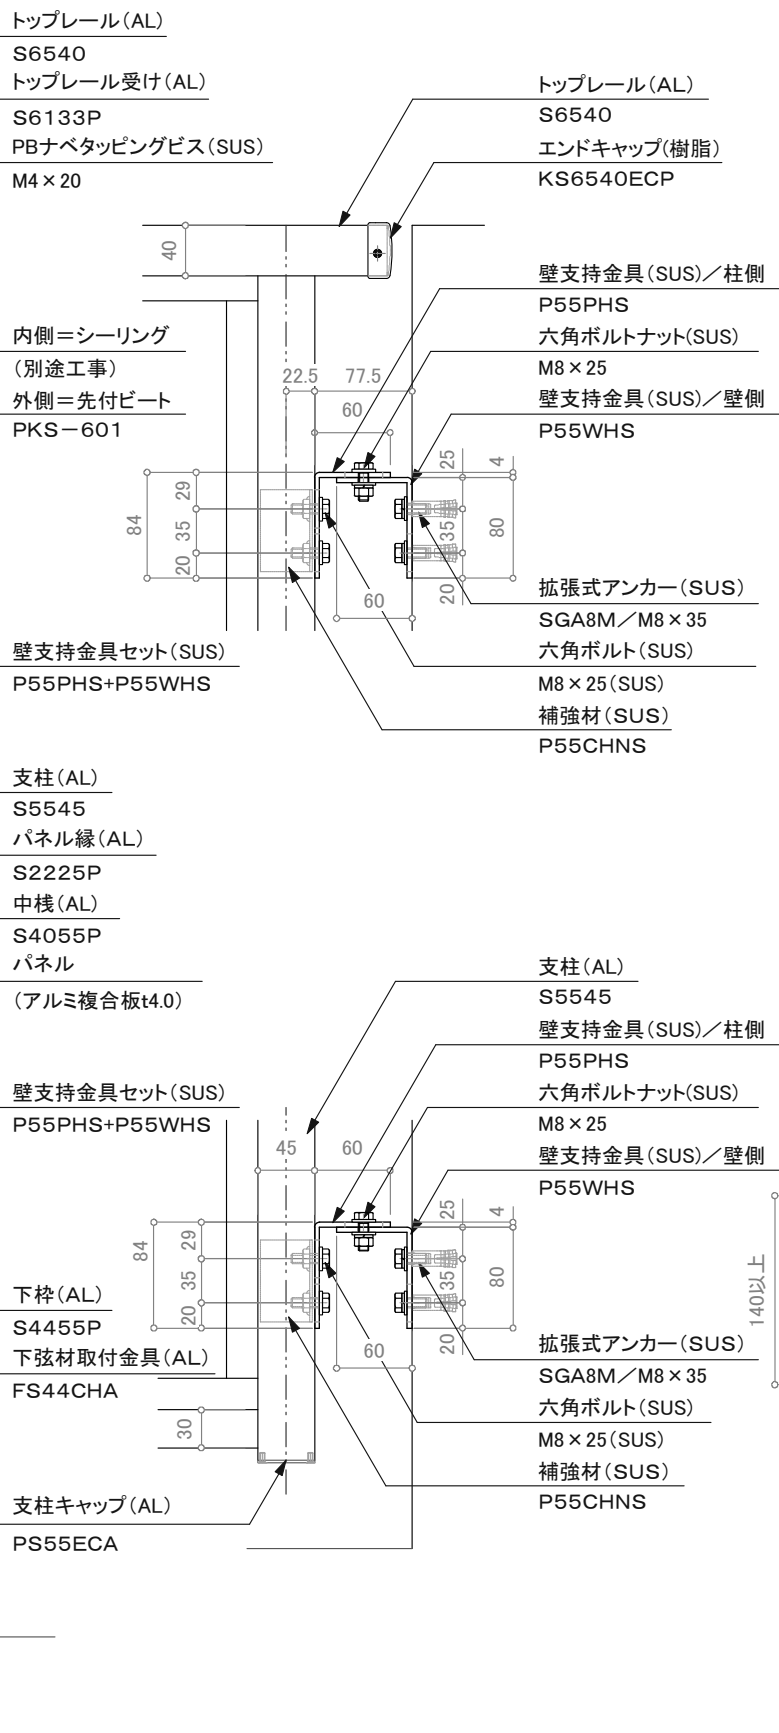 トップレール(AL)
S6540
トップレール受け(AL)
S6133P
PBナベタッピングビス(SUS)
M4×20
トップレール(AL)
S6540
エンドキャップ(樹脂)
KS6540ECP
40
壁支持金具(SUS)／柱側
P55PHS
六角ボルトナット(SUS)
M8×25
壁支持金具(SUS)／壁側
P55WHS
内側＝シーリング
(別途工事)
外側＝先付ビート
PKS－601
22.5
77.5
60
25
4
84
29
35
20
35
80
20
60
拡張式アンカー(SUS)
SGA8M／M8×35
六角ボルト(SUS)
M8×25(SUS)
補強材(SUS)
P55CHNS
壁支持金具セット(SUS)
P55PHS+P55WHS
支柱(AL)
S5545
パネル縁(AL)
S2225P
中桟(AL)
S4055P
パネル
(アルミ複合板t4.0)
支柱(AL)
S5545
壁支持金具(SUS)／柱側
P55PHS
六角ボルトナット(SUS)
M8×25
壁支持金具(SUS)／壁側
P55WHS
壁支持金具セット(SUS)
P55PHS+P55WHS
45
60
25
4
84
29
35
20
35
80
20
60
140以上
下枠(AL)
S4455P
下弦材取付金具(AL)
FS44CHA
30
拡張式アンカー(SUS)
SGA8M／M8×35
六角ボルト(SUS)
M8×25(SUS)
補強材(SUS)
P55CHNS
支柱キャップ(AL)
PS55ECA